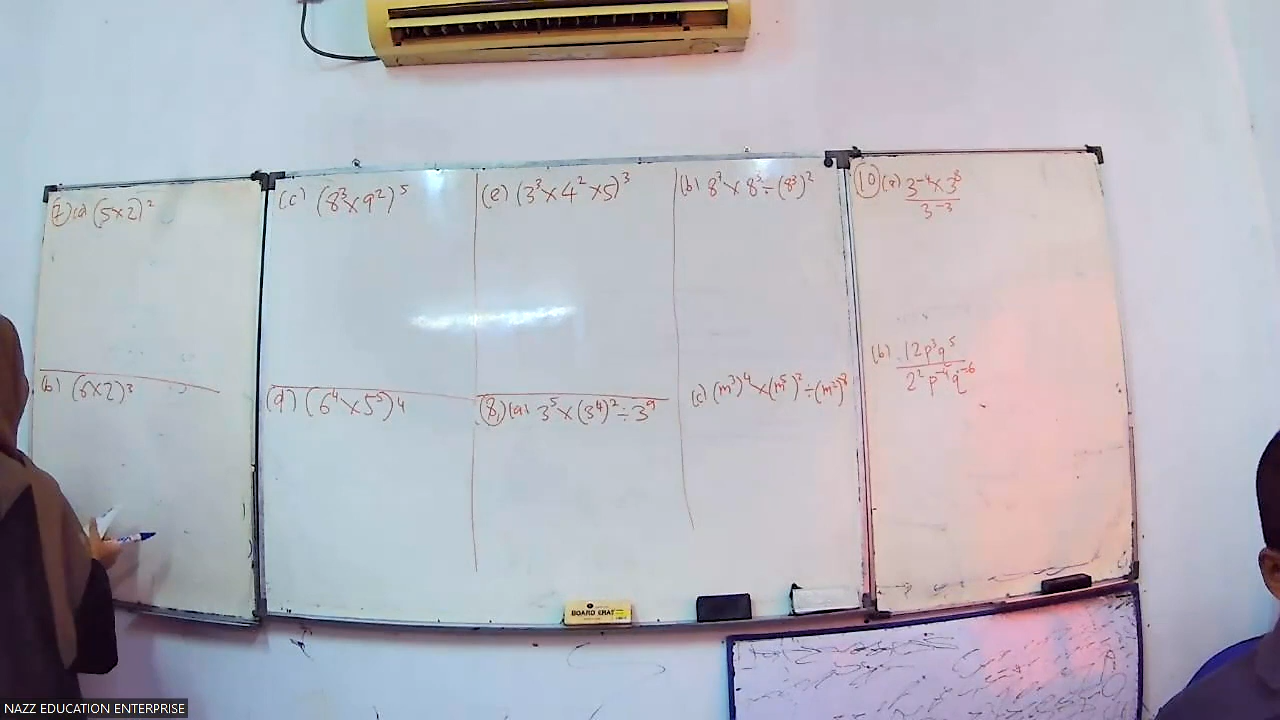 7 (a) (5×2)²
(b) (6×2)³
(c) (8³×9²)⁵
(d) (6⁴×5⁵)⁴
(e) (3³×4²×5)³
8. (a) 3⁵×(3⁴)²÷3⁹
(b) 8³×8³÷(8³)²
(c) (m³)⁴×(m⁵)²÷(m²)⁸
10 (a) 3⁻⁴×3⁸
3⁻³
(b) 12p³q⁵
2²p⁻⁴q⁻⁶
BOARD ERA
NAZZ EDUCATION ENTERPRISE